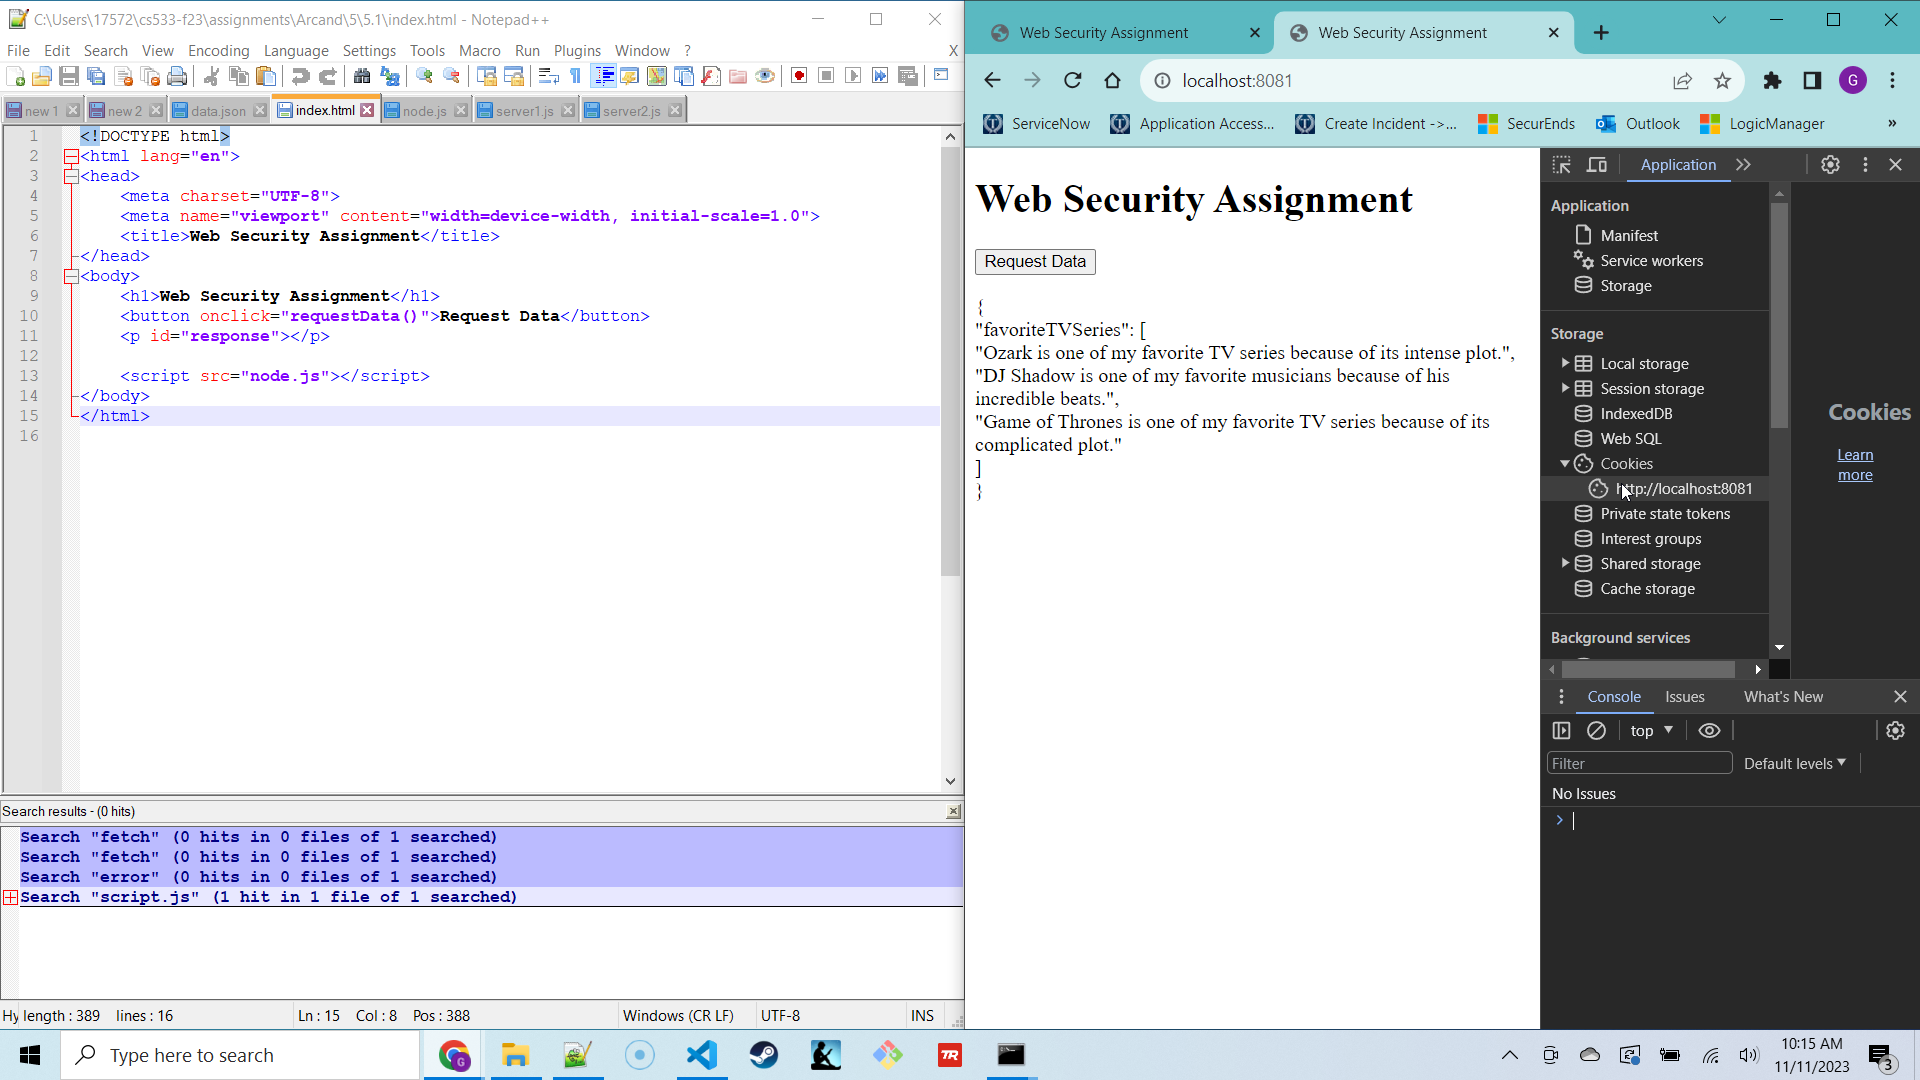 C:\Users\17572\cs533-f23\assignments\Arcand\5\5.1\index.html - Notepad++
File Edit Search View Encoding Language Settings Tools Macro Run Plugins Window ? X
new 1 new 2 data.json index.html node.js server1.js server2.js
1 <!DOCTYPE html>
2 <html lang="en">
3 <head>
4 <meta charset="UTF-8">
5 <meta name="viewport" content="width=device-width, initial-scale=1.0">
6 <title>Web Security Assignment</title>
7 </head>
8 <body>
9 <h1>Web Security Assignment</h1>
10 <button onclick="requestData()">Request Data</button>
11 <p id="response"></p>
12
13 <script src="node.js"></script>
14 </body>
15 </html>
16
Search results - (0 hits)
Search "fetch" (0 hits in 0 files of 1 searched)
Search "fetch" (0 hits in 0 files of 1 searched)
Search "error" (0 hits in 0 files of 1 searched)
Search "script.js" (1 hit in 1 file of 1 searched)
Hy length : 389 lines : 16 Ln : 15 Col : 8 Pos : 388 Windows (CR LF) UTF-8 INS
Web Security Assignment Web Security Assignment
localhost:8081 G
ServiceNow Application Access... Create Incident ->... SecurEnds Outlook LogicManager »
Web Security Assignment
Request Data
{
"favoriteTVSeries": [
"Ozark is one of my favorite TV series because of its intense plot.",
"DJ Shadow is one of my favorite musicians because of his
incredible beats.",
"Game of Thrones is one of my favorite TV series because of its
complicated plot."
]
}
Application
Application
Manifest
Service workers
Storage
Storage
Local storage
Session storage
IndexedDB
Web SQL
Cookies
http://localhost:8081
Private state tokens
Interest groups
Shared storage
Cache storage
Background services
Cookies
Learn
more
Console Issues What's New
top
Filter Default levels
No Issues
>
Type here to search
G
TR
10:15 AM
11/11/2023
3